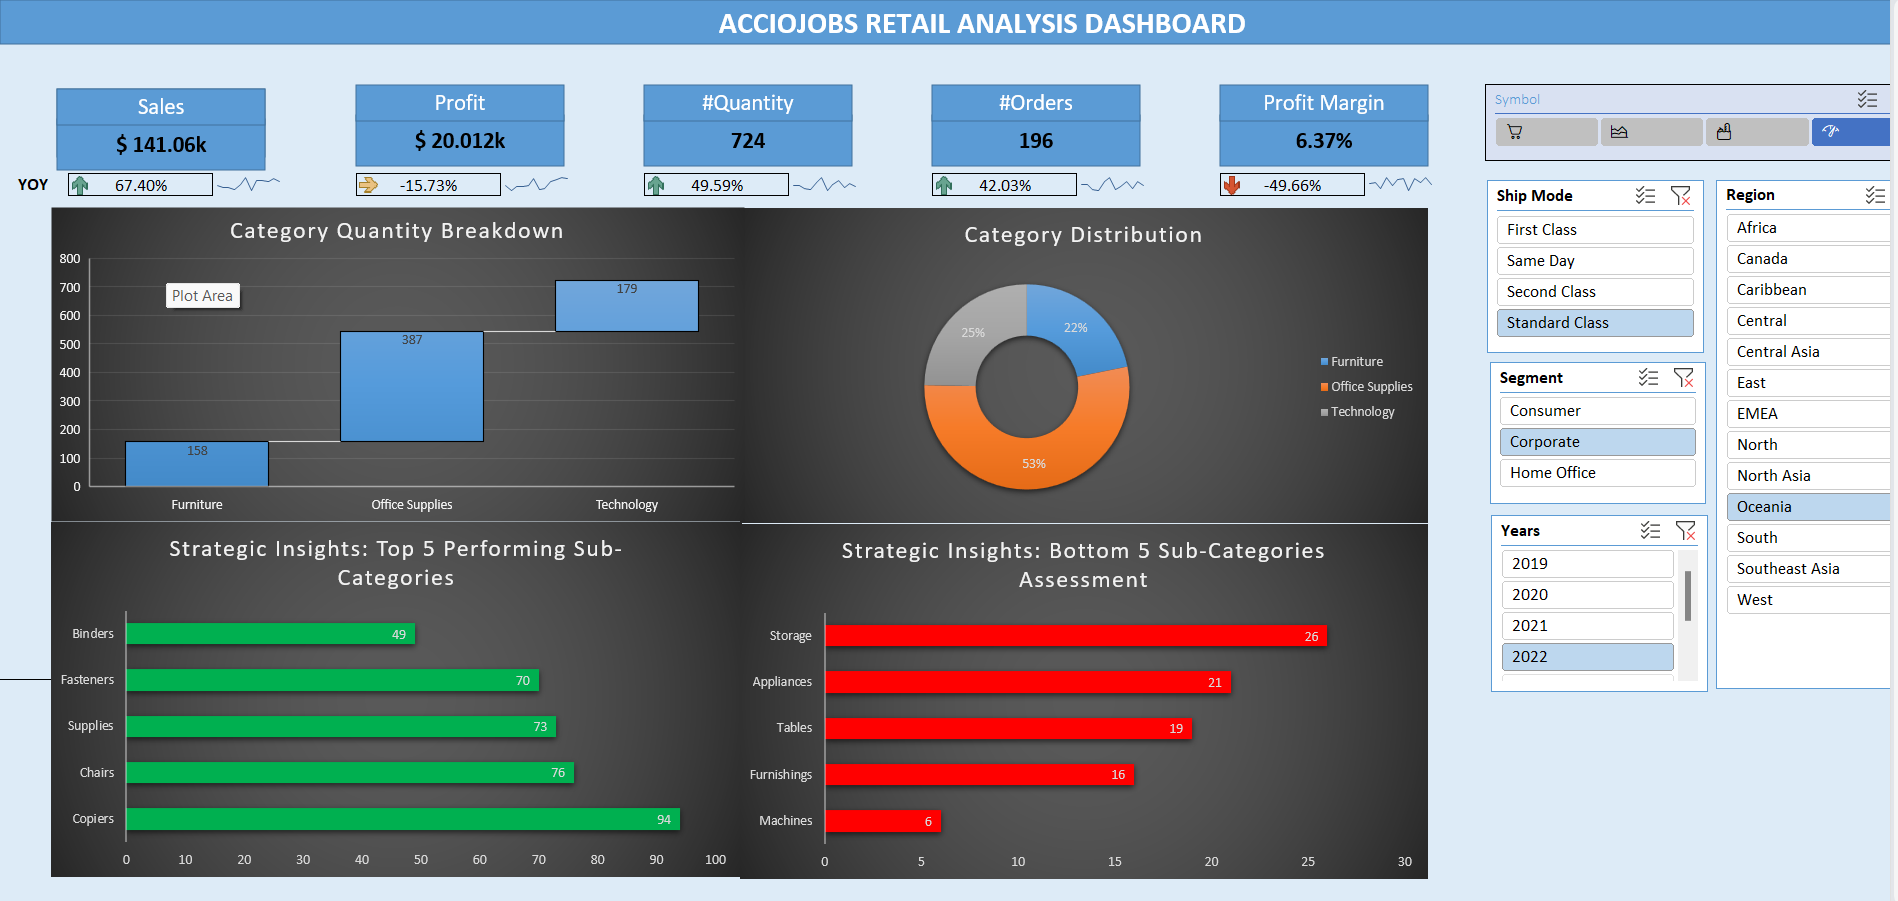 ACCIOJOBS RETAIL ANALYSIS DASHBOARD
Sales
$ 141.06k
Profit
$ 20.012k
#Quantity
724
#Orders
196
Profit Margin
6.37%
YOY
67.40%
-15.73%
49.59%
42.03%
-49.66%
Symbol
Category Quantity Breakdown
800
700
600
500
400
300
200
100
0
Plot Area
158
387
179
Furniture
Office Supplies
Technology
Category Distribution
22%
53%
25%
Furniture
Office Supplies
Technology
Strategic Insights: Top 5 Performing Sub-
Categories
Binders
49
Fasteners
70
Supplies
73
Chairs
76
Copiers
94
0 10 20 30 40 50 60 70 80 90 100
Strategic Insights: Bottom 5 Sub-Categories
Assessment
Storage
26
Appliances
21
Tables
19
Furnishings
16
Machines
6
0 5 10 15 20 25 30
Ship Mode
First Class
Same Day
Second Class
Standard Class
Segment
Consumer
Corporate
Home Office
Years
2019
2020
2021
2022
Region
Africa
Canada
Caribbean
Central
Central Asia
East
EMEA
North
North Asia
Oceania
South
Southeast Asia
West